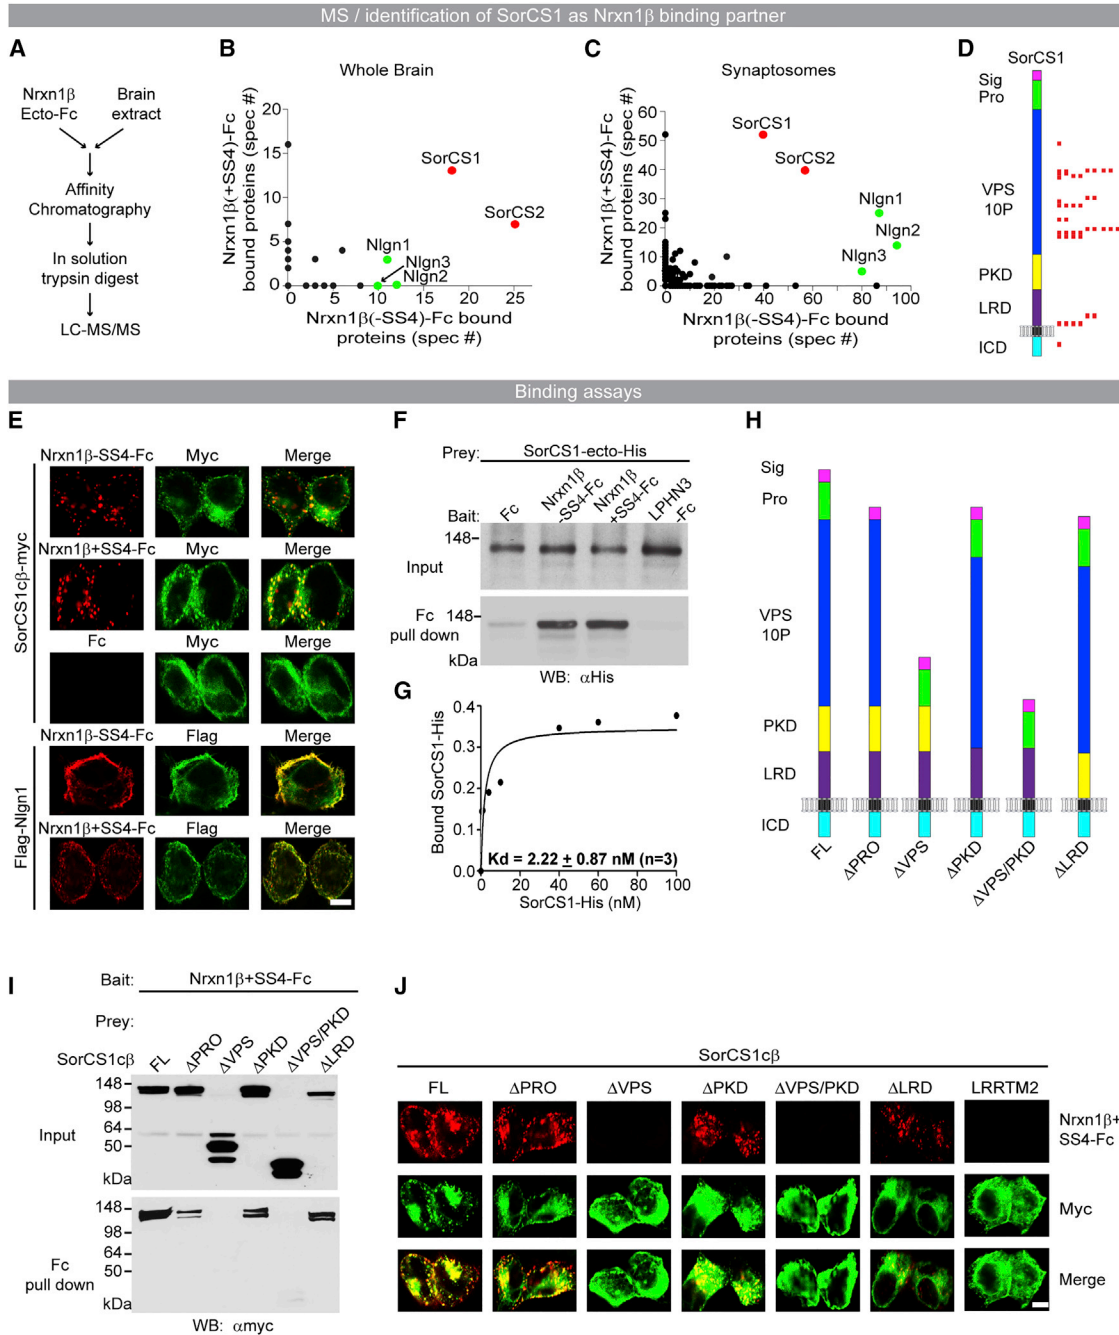 MS / identification of SorCS1 as Nrxn1β binding partner
A
Nrxn1β
Ecto-Fc
Brain
extract
Affinity
Chromatography
In solution
trypsin digest
LC-MS/MS
B
Whole Brain
Nrxn1β(+SS4)-Fc
bound proteins (spec #)
20
15
10
5
0
SorCS1
SorCS2
Nlgn1
Nlgn3
Nlgn2
0 5 10 15 20 25
Nrxn1β(-SS4)-Fc bound
proteins (spec #)
C
Synaptosomes
Nrxn1β(+SS4)-Fc
bound proteins (spec #)
60
50
40
30
20
10
0
SorCS1
SorCS2
Nlgn1
Nlgn2
Nlgn3
0 20 40 60 80 100
Nrxn1β(-SS4)-Fc bound
proteins (spec #)
D
SorCS1
Sig
Pro
VPS
10P
PKD
LRD
ICD
Binding assays
E
SorCS1cβ-myc
Nrxn1β-SS4-Fc Myc Merge
Nrxn1β+SS4-Fc Myc Merge
Fc Myc Merge
Flag-Nlgn1
Nrxn1β-SS4-Fc Flag Merge
Nrxn1β+SS4-Fc Flag Merge
F
Prey: SorCS1-ecto-His
Bait:
Fc
Nrxn1β
-SS4-Fc
Nrxn1β
+SS4-Fc
LPHN3
-Fc
148
Input
148
Fc
pull down
kDa
WB: αHis
G
Bound SorCS1-His
0.4
0.3
0.2
0.1
0.0
Kd = 2.22 ± 0.87 nM (n=3)
0 20 40 60 80 100
SorCS1-His (nM)
H
Sig
Pro
VPS
10P
PKD
LRD
ICD
FL
ΔPRO
ΔVPS
ΔPKD
ΔVPS/PKD
ΔLRD
I
Bait: Nrxn1β+SS4-Fc
Prey:
SorCS1cβ
FL
ΔPRO
ΔVPS
ΔPKD
ΔVPS/PKD
ΔLRD
148
98
64
50
kDa
Input
148
98
64
50
kDa
Fc
pull down
WB: αmyc
J
SorCS1cβ
FL ΔPRO ΔVPS ΔPKD ΔVPS/PKD ΔLRD LRRTM2
Nrxn1β+
SS4-Fc
Myc
Merge